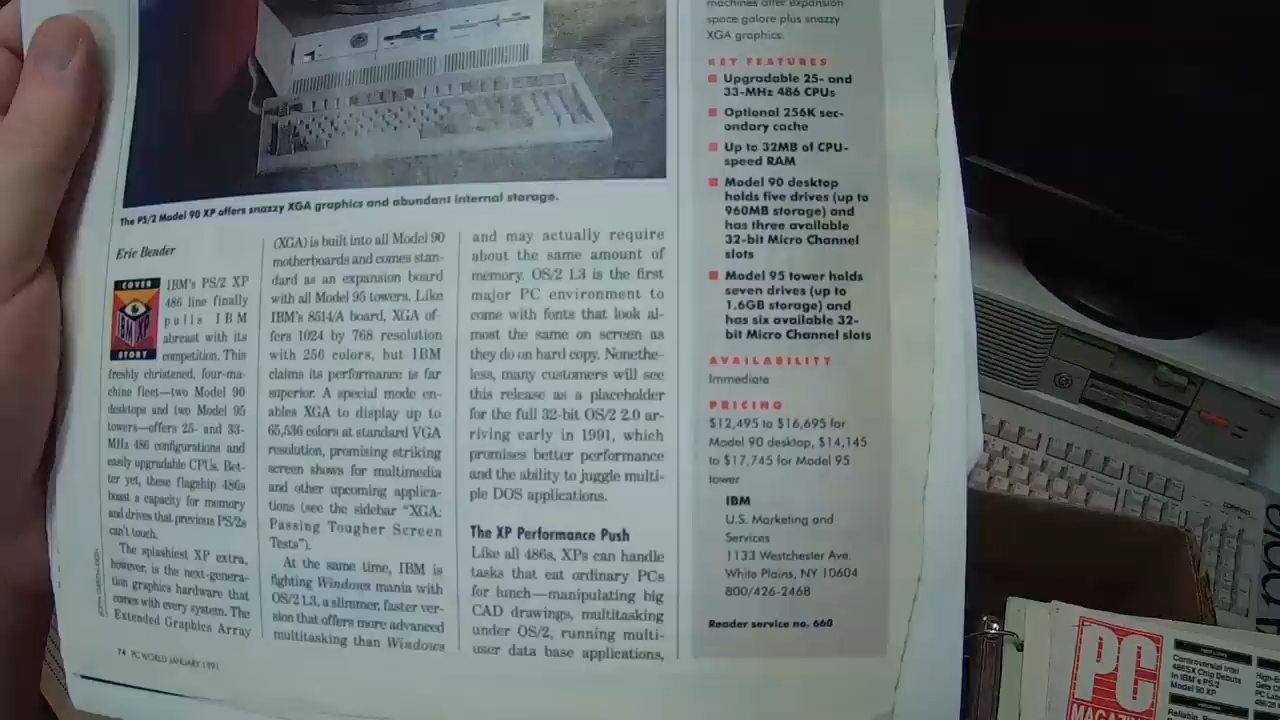 The PS/2 Model 90 XP offers snazzy XGA graphics and abundant internal storage.
Eric Bender
COVER
IBM XP
STORY
IBM's PS/2 XP
486 line finally
pulls IBM
abreast with its
competition. This
freshly christened, four-ma-
chine fleet—two Model 90
desktops and two Model 95
towers—offers 25- and 33-
MHz 486 configurations and
easily upgradable CPUs. Bet-
ter yet, these flagship 486s
boast a capacity for memory
and drives that previous PS/2s
can't touch.
The splashiest XP extra,
however, is the next-genera-
tion graphics hardware that
comes with every system. The
Extended Graphics Array
(XGA) is built into all Model 90
motherboards and comes stan-
dard as an expansion board
with all Model 95 towers. Like
IBM's 8514/A board, XGA of-
fers 1024 by 768 resolution
with 256 colors, but IBM
claims its performance is far
superior. A special mode en-
ables XGA to display up to
65,536 colors at standard VGA
resolution, promising striking
screen shows for multimedia
and other upcoming applica-
tions (see the sidebar "XGA:
Passing Tougher Screen
Tests").
At the same time, IBM is
fighting Windows mania with
OS/2 1.3, a slimmer, faster ver-
sion that offers more advanced
multitasking than Windows
and may actually require
about the same amount of
memory. OS/2 1.3 is the first
major PC environment to
come with fonts that look al-
most the same on screen as
they do on hard copy. Nonethe-
less, many customers will see
this release as a placeholder
for the full 32-bit OS/2 2.0 ar-
riving early in 1991, which
promises better performance
and the ability to juggle multi-
ple DOS applications.
The XP Performance Push
Like all 486s, XPs can handle
tasks that eat ordinary PCs
for lunch—manipulating big
CAD drawings, multitasking
under OS/2, running multi-
user data base applications,
machines offer expansion
space galore plus snazzy
XGA graphics.
KEY FEATURES
Upgradable 25- and
33-MHz 486 CPUs
Optional 256K sec-
ondary cache
Up to 32MB of CPU-
speed RAM
Model 90 desktop
holds five drives (up to
960MB storage) and
has three available
32-bit Micro Channel
slots
Model 95 tower holds
seven drives (up to
1.6GB storage) and
has six available 32-
bit Micro Channel slots
AVAILABILITY
Immediate
PRICING
$12,495 to $16,695 for
Model 90 desktop, $14,145
to $17,745 for Model 95
tower
IBM
U.S. Marketing and
Services
1133 Westchester Ave.
White Plains, NY 10604
800/426-2468
Reader service no. 660
74 PC WORLD JANUARY 1991
COMPAQ
PC
MAGAZ
Controversial Intel
486SX Chip Debuts
In IBM's PS/2
Model 90 XP